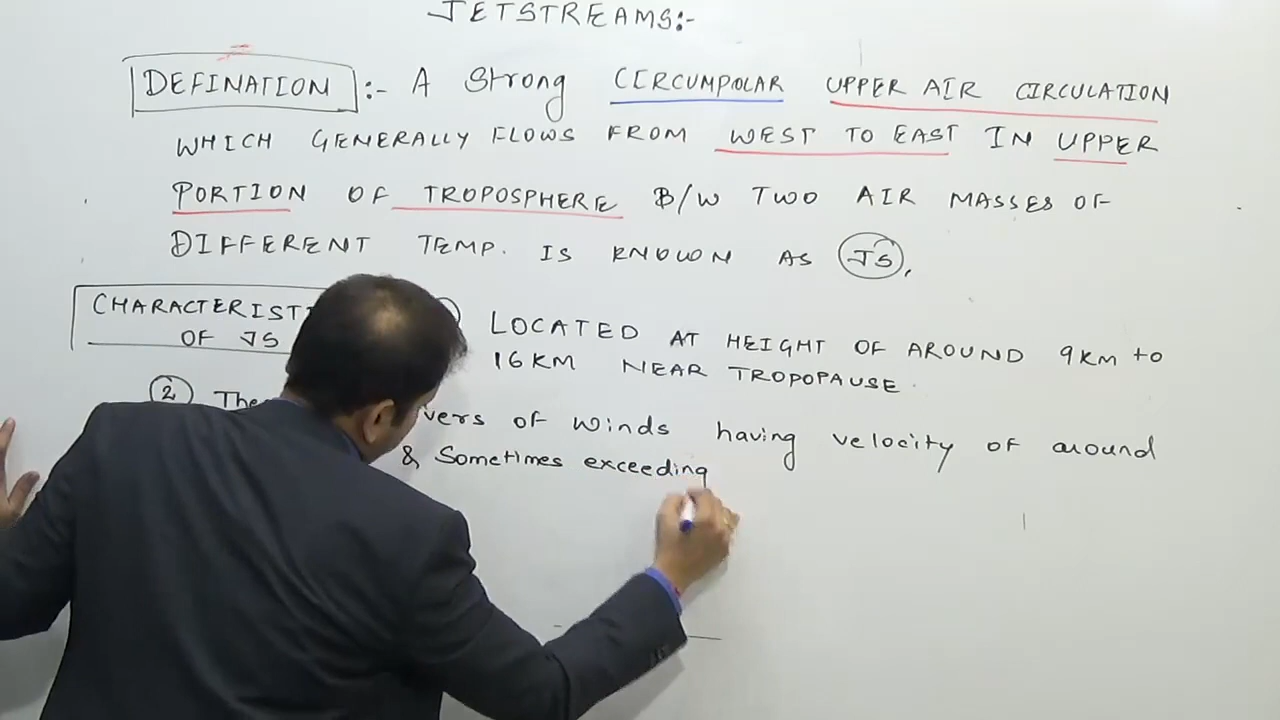 JETSTREAMS:-
DEFINATION :- A Strong CIRCUMPOLAR UPPER AIR CIRCULATION
WHICH GENERALLY FLOWS FROM WEST TO EAST IN UPPER
PORTION OF TROPOSPHERE B/W TWO AIR MASSES OF
DIFFERENT TEMP. IS KNOWN AS JS.
LOCATED AT HEIGHT OF AROUND 9KM to
CHARACTERIST
OF JS
16KM NEAR TROPOPAUSE.
2 The vers of winds having velocity of around
& Sometimes exceeding